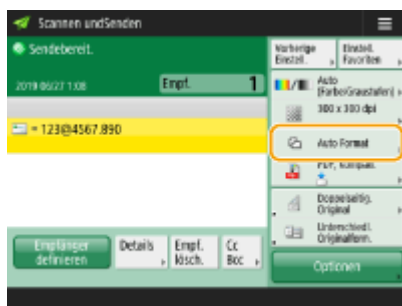 Scannen undSenden
Sendebereit.
2019 06/27 1:08
Empf. 1
= 123@4567.890
Empfänger
definieren
Details
Empf.
lösch.
Cc
Bcc
Vorherige
Einstell.
Einstell.
Favoriten
Auto
(Farbe/Graustufen)
300 x 300 dpi
Auto Format
PDF, Kompakt.
Doppelseitig.
Original
Unterschiedl.
Originalform.
Optionen